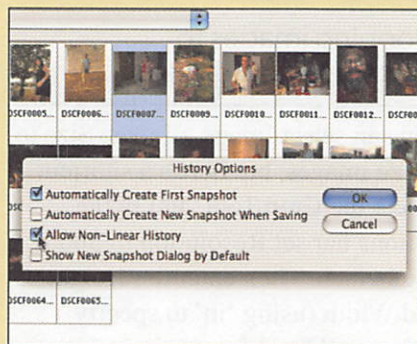 DSCF0005... DSCF0006... DSCF0007... DSCF0009... DSCF0010... DSCF0011... DSCF0012... DSCF00
History Options
Automatically Create First Snapshot
OK
Automatically Create New Snapshot When Saving
Cancel
Allow Non-Linear History
Show New Snapshot Dialog by Default
DSCF0064... DSCF0065...